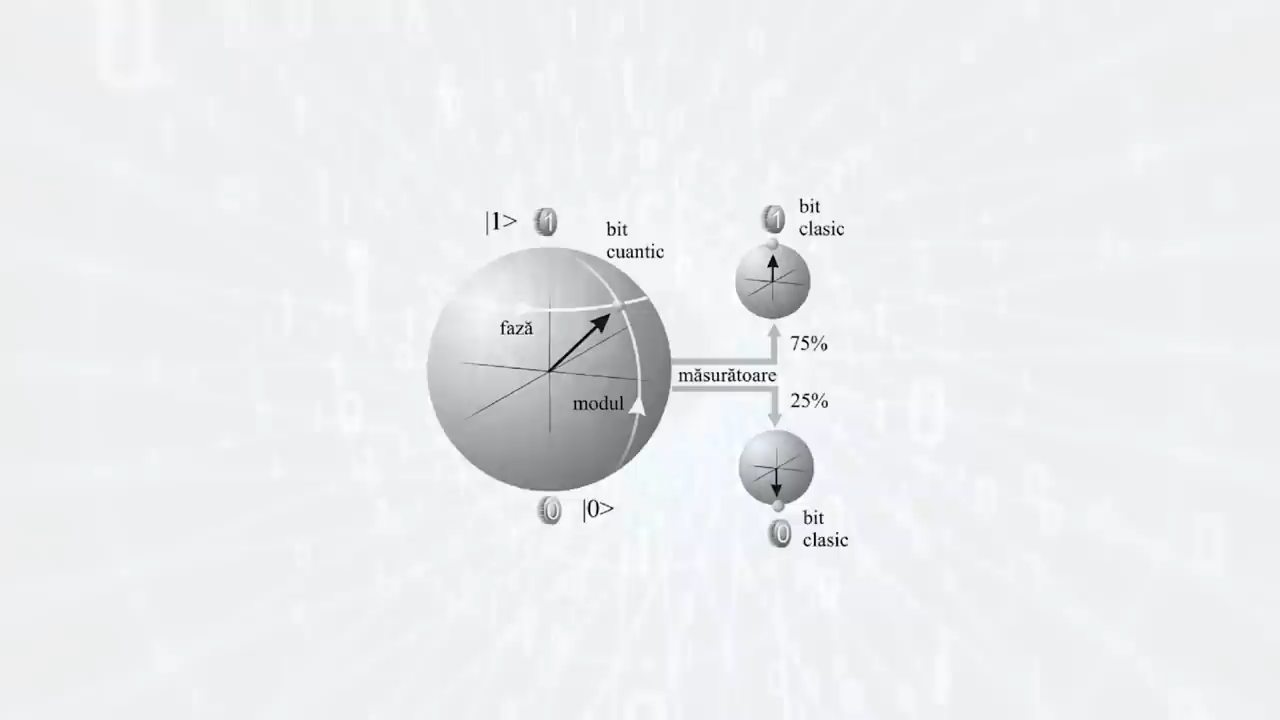 |1>
1
bit
cuantic
fază
modul
0
|0>
măsurătoare
1
bit
clasic
75%
25%
bit
clasic
0